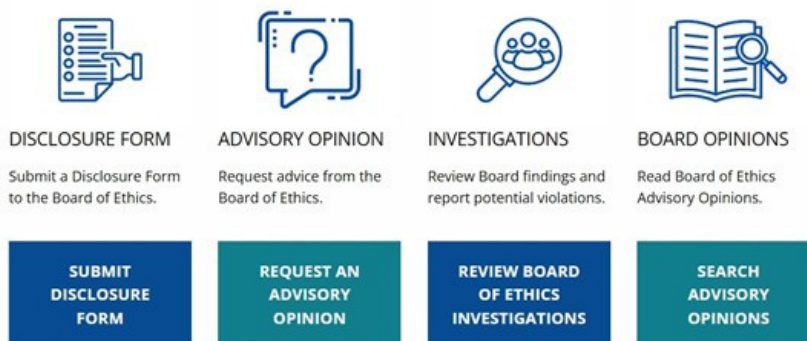 DISCLOSURE FORM
Submit a Disclosure Form
to the Board of Ethics.
SUBMIT
DISCLOSURE
FORM
ADVISORY OPINION
Request advice from the
Board of Ethics.
REQUEST AN
ADVISORY
OPINION
INVESTIGATIONS
Review Board findings and
report potential violations.
REVIEW BOARD
OF ETHICS
INVESTIGATIONS
BOARD OPINIONS
Read Board of Ethics
Advisory Opinions.
SEARCH
ADVISORY
OPINIONS